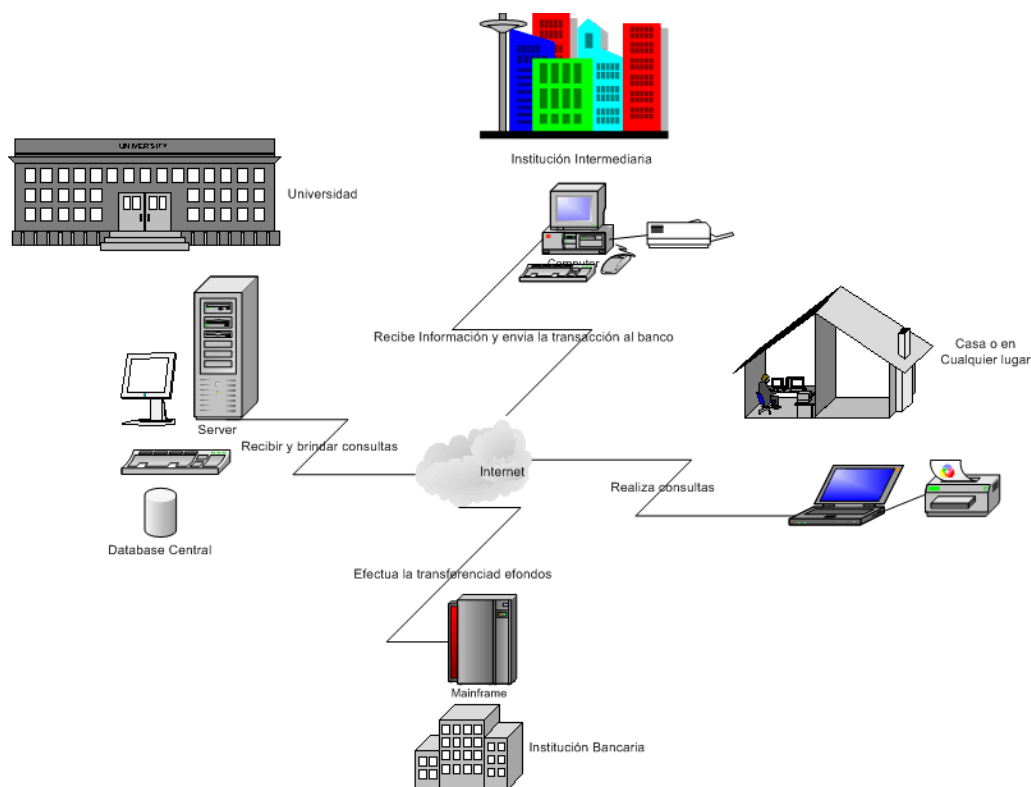 Institución Intermediaria
UNIVERSITY
Universidad
Computer
Recibe Información y envia la transacción al banco
Casa o en
Cualquier lugar
Server
Recibir y brindar consultas
Internet
Realiza consultas
Database Central
Efectua la transferenciad efondos
Mainframe
Institución Bancaria